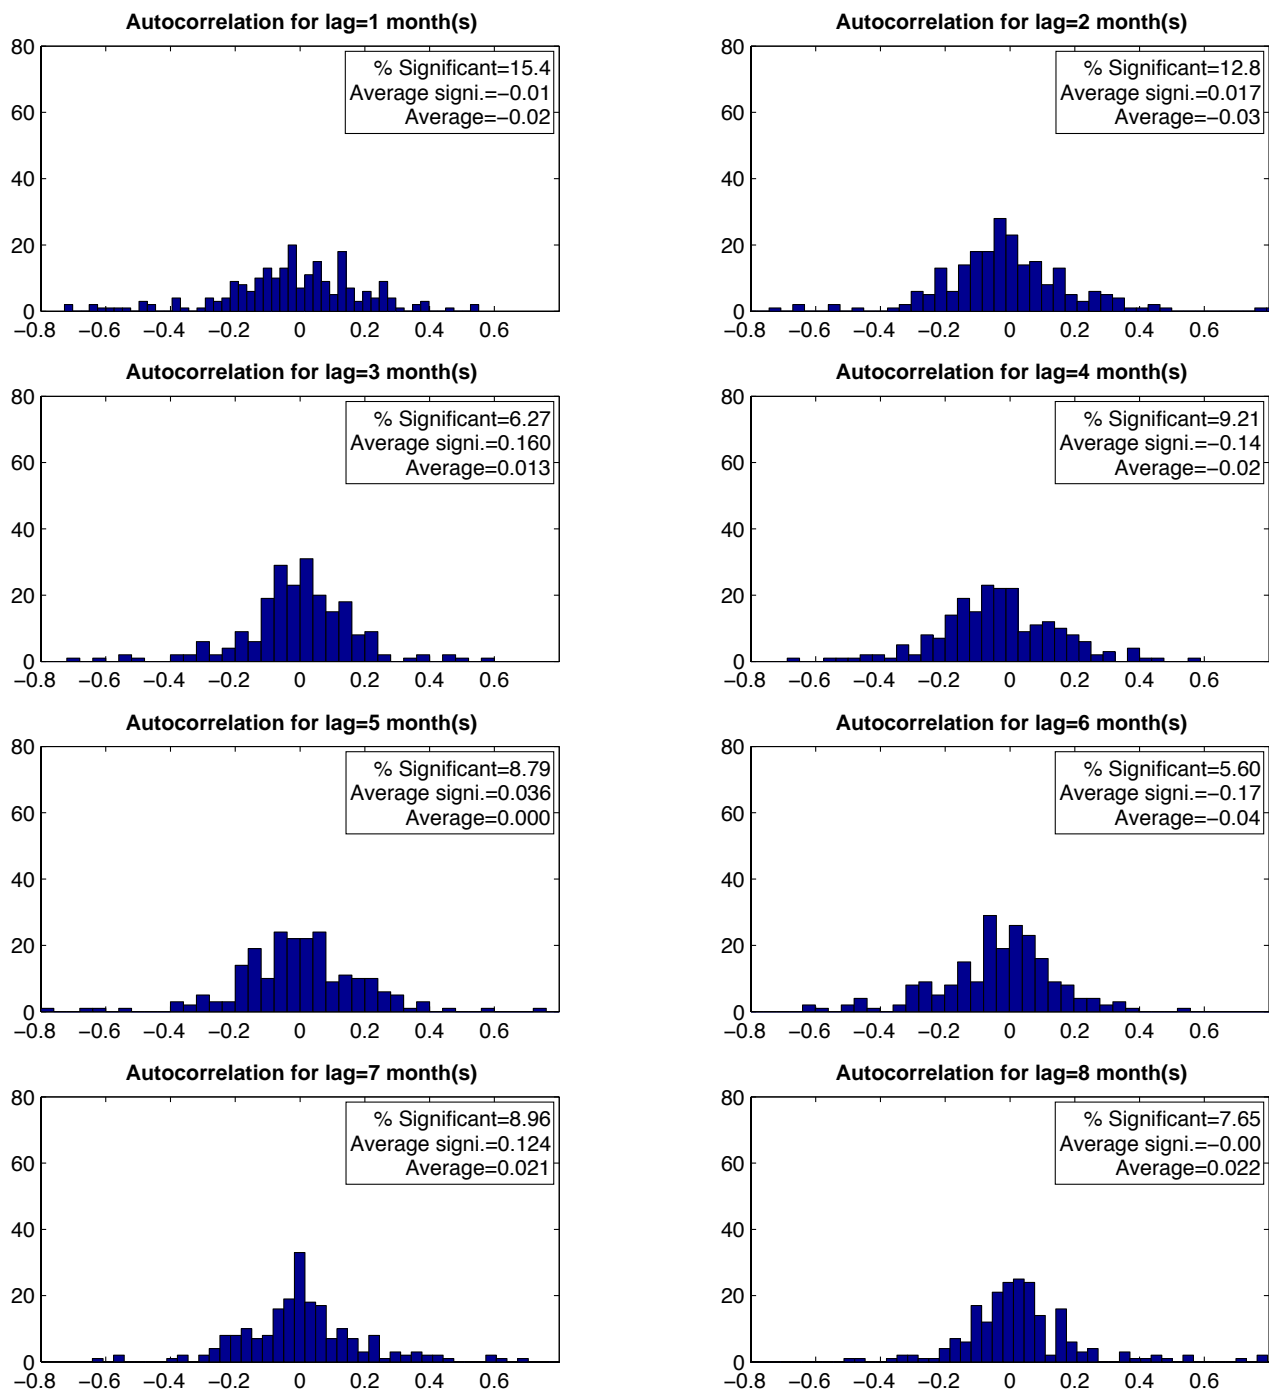 Autocorrelation for lag=1 month(s)
80
60
40
20
0
% Significant=15.4
Average signi.=−0.01
Average=−0.02
−0.8 −0.6 −0.4 −0.2 0 0.2 0.4 0.6
Autocorrelation for lag=2 month(s)
80
60
40
20
0
% Significant=12.8
Average signi.=0.017
Average=−0.03
−0.8 −0.6 −0.4 −0.2 0 0.2 0.4 0.6
Autocorrelation for lag=3 month(s)
80
60
40
20
0
% Significant=6.27
Average signi.=0.160
Average=0.013
−0.8 −0.6 −0.4 −0.2 0 0.2 0.4 0.6
Autocorrelation for lag=4 month(s)
80
60
40
20
0
% Significant=9.21
Average signi.=−0.14
Average=−0.02
−0.8 −0.6 −0.4 −0.2 0 0.2 0.4 0.6
Autocorrelation for lag=5 month(s)
80
60
40
20
0
% Significant=8.79
Average signi.=0.036
Average=0.000
−0.8 −0.6 −0.4 −0.2 0 0.2 0.4 0.6
Autocorrelation for lag=6 month(s)
80
60
40
20
0
% Significant=5.60
Average signi.=−0.17
Average=−0.04
−0.8 −0.6 −0.4 −0.2 0 0.2 0.4 0.6
Autocorrelation for lag=7 month(s)
80
60
40
20
0
% Significant=8.96
Average signi.=0.124
Average=0.021
−0.8 −0.6 −0.4 −0.2 0 0.2 0.4 0.6
Autocorrelation for lag=8 month(s)
80
60
40
20
0
% Significant=7.65
Average signi.=−0.00
Average=0.022
−0.8 −0.6 −0.4 −0.2 0 0.2 0.4 0.6